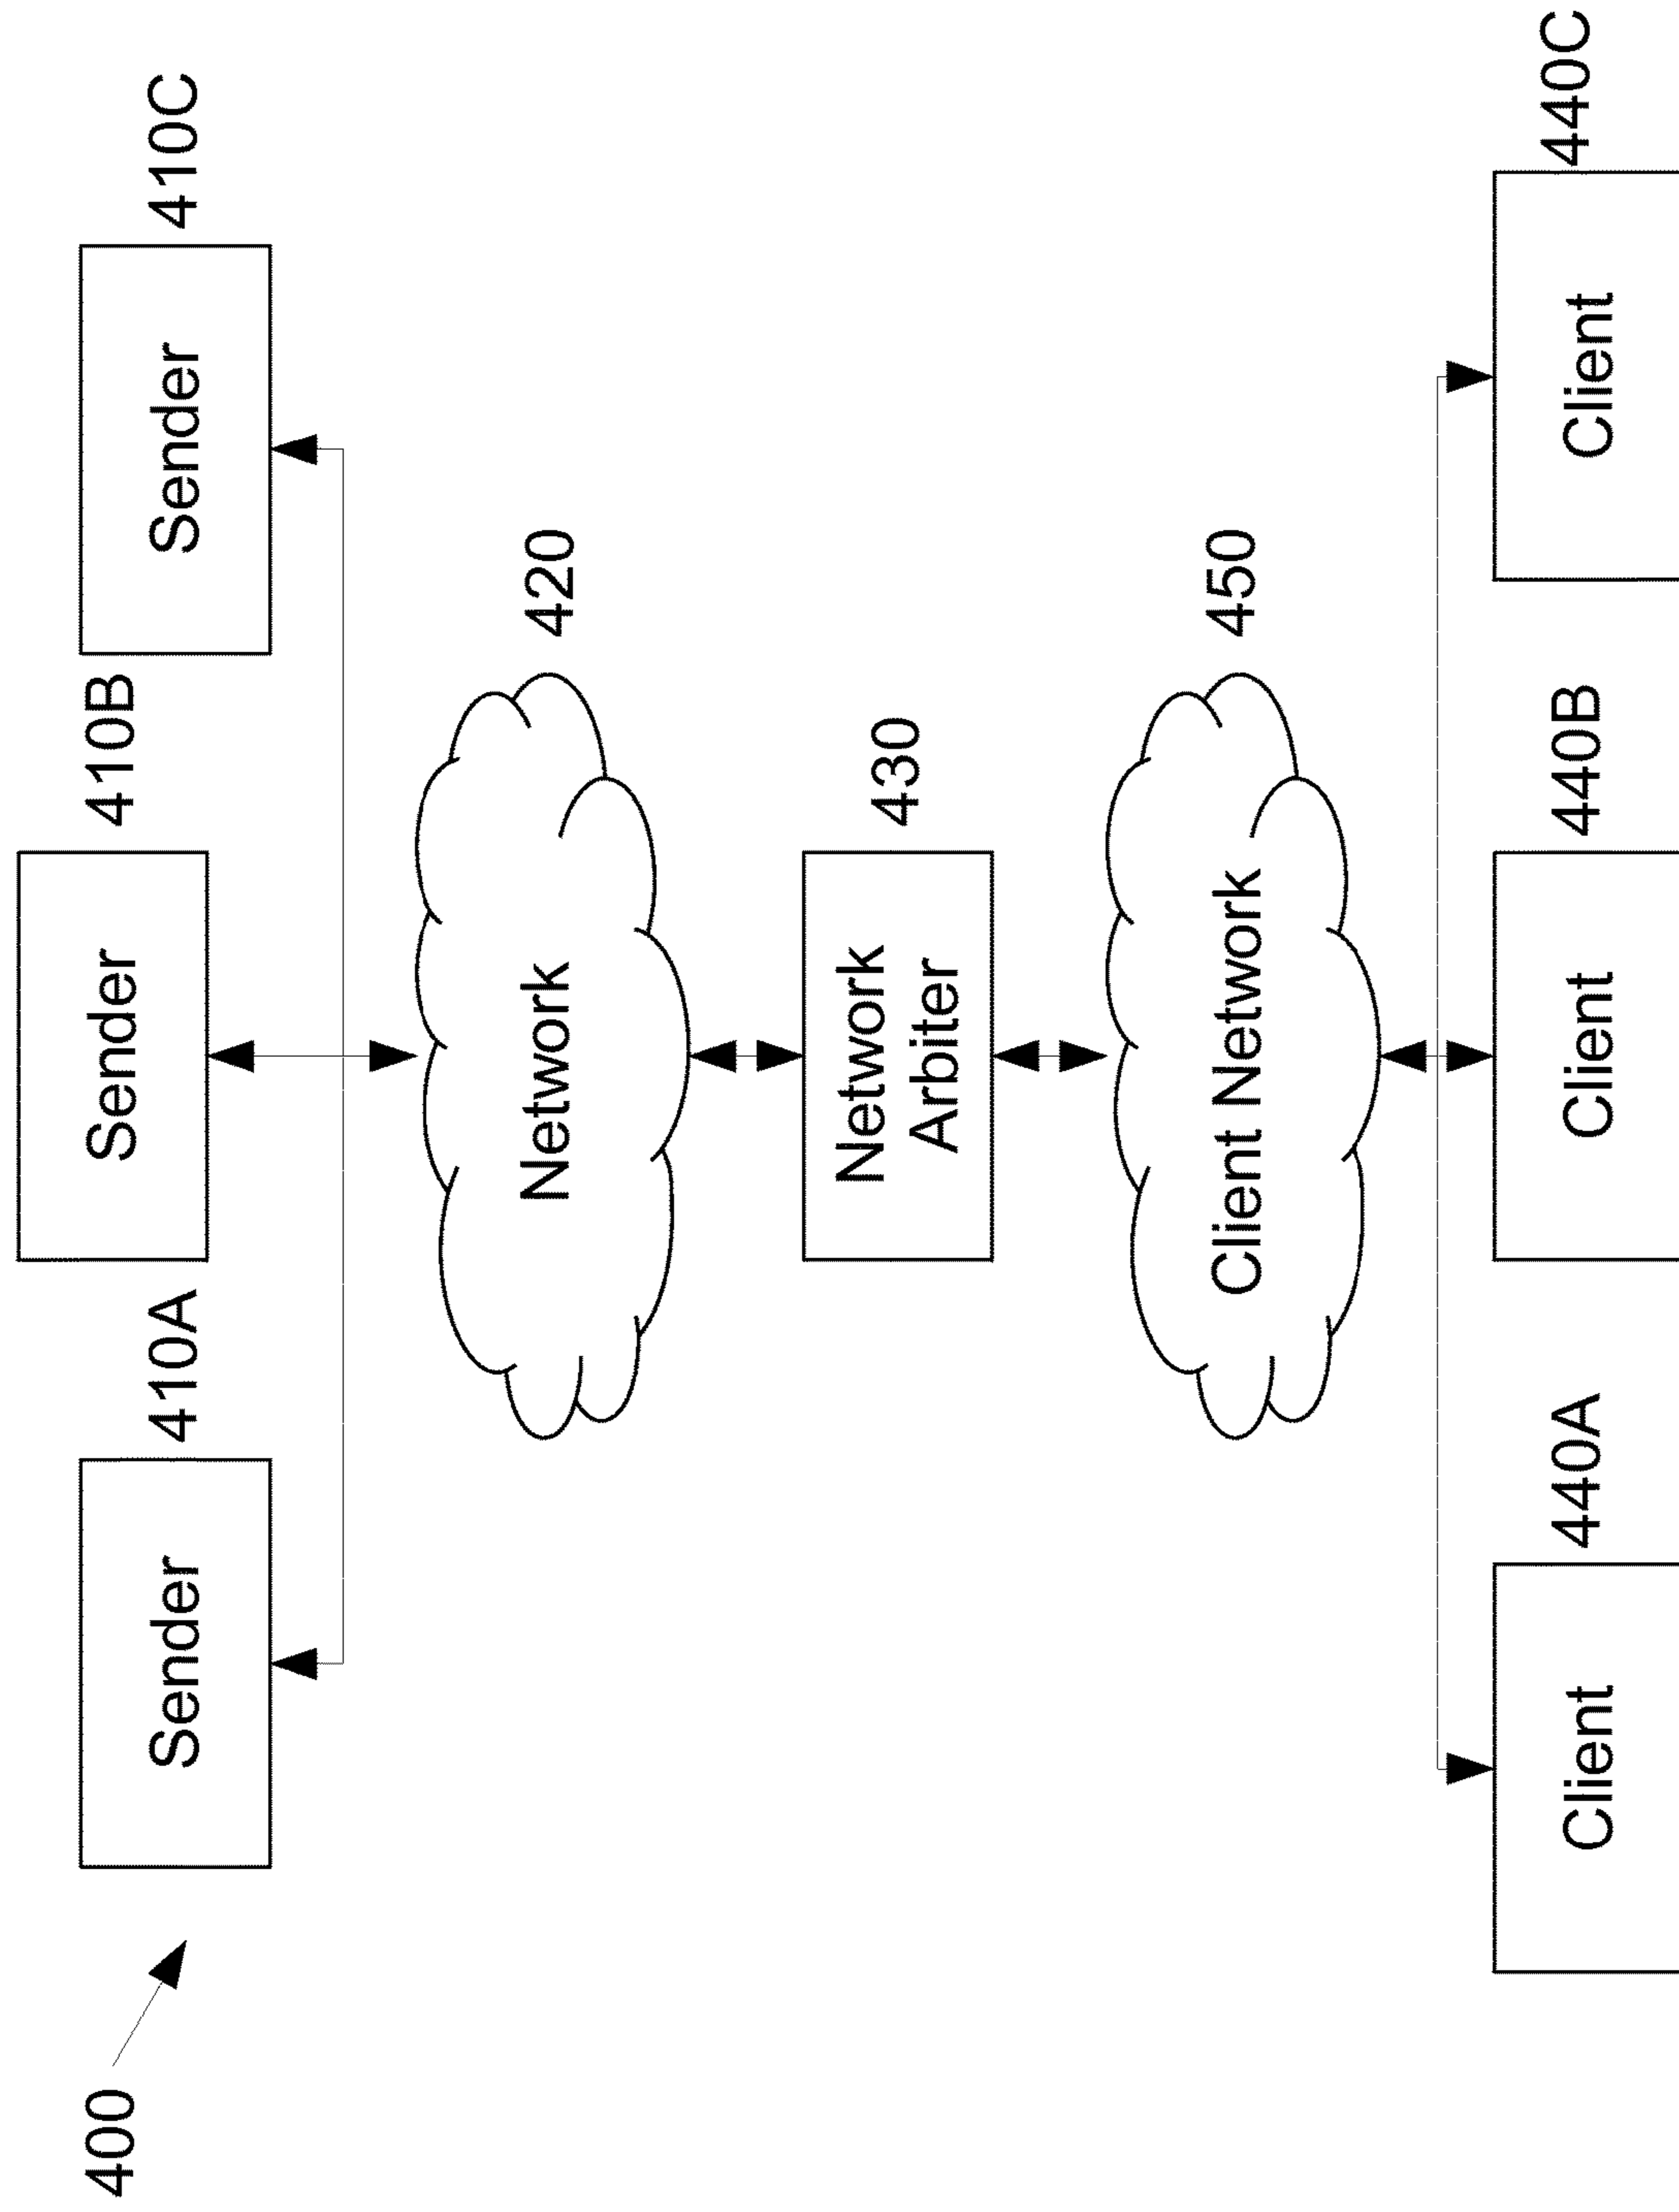 400
Sender
410A
Sender
410B
Sender
410C
Network
420
Network
Arbiter
430
Client Network
450
Client
440A
Client
440B
Client
440C